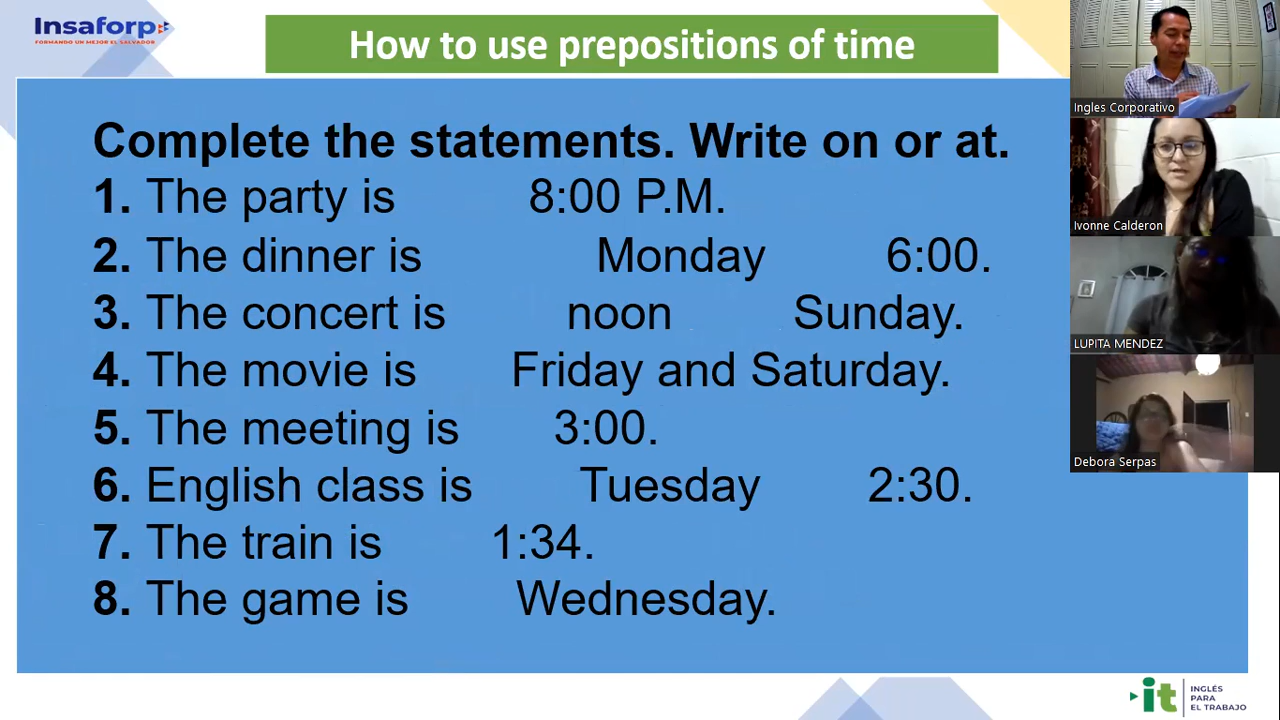 Insaforp
FORMANDO UN MEJOR EL SALVADOR
How to use prepositions of time
Complete the statements. Write on or at.
1. The party is 8:00 P.M.
2. The dinner is Monday 6:00.
3. The concert is noon Sunday.
4. The movie is Friday and Saturday.
5. The meeting is 3:00.
6. English class is Tuesday 2:30.
7. The train is 1:34.
8. The game is Wednesday.
Ingles Corporativo
Ivonne Calderon
LUPITA MENDEZ
Debora Serpas
it
INGLÉS
PARA
EL TRABAJO